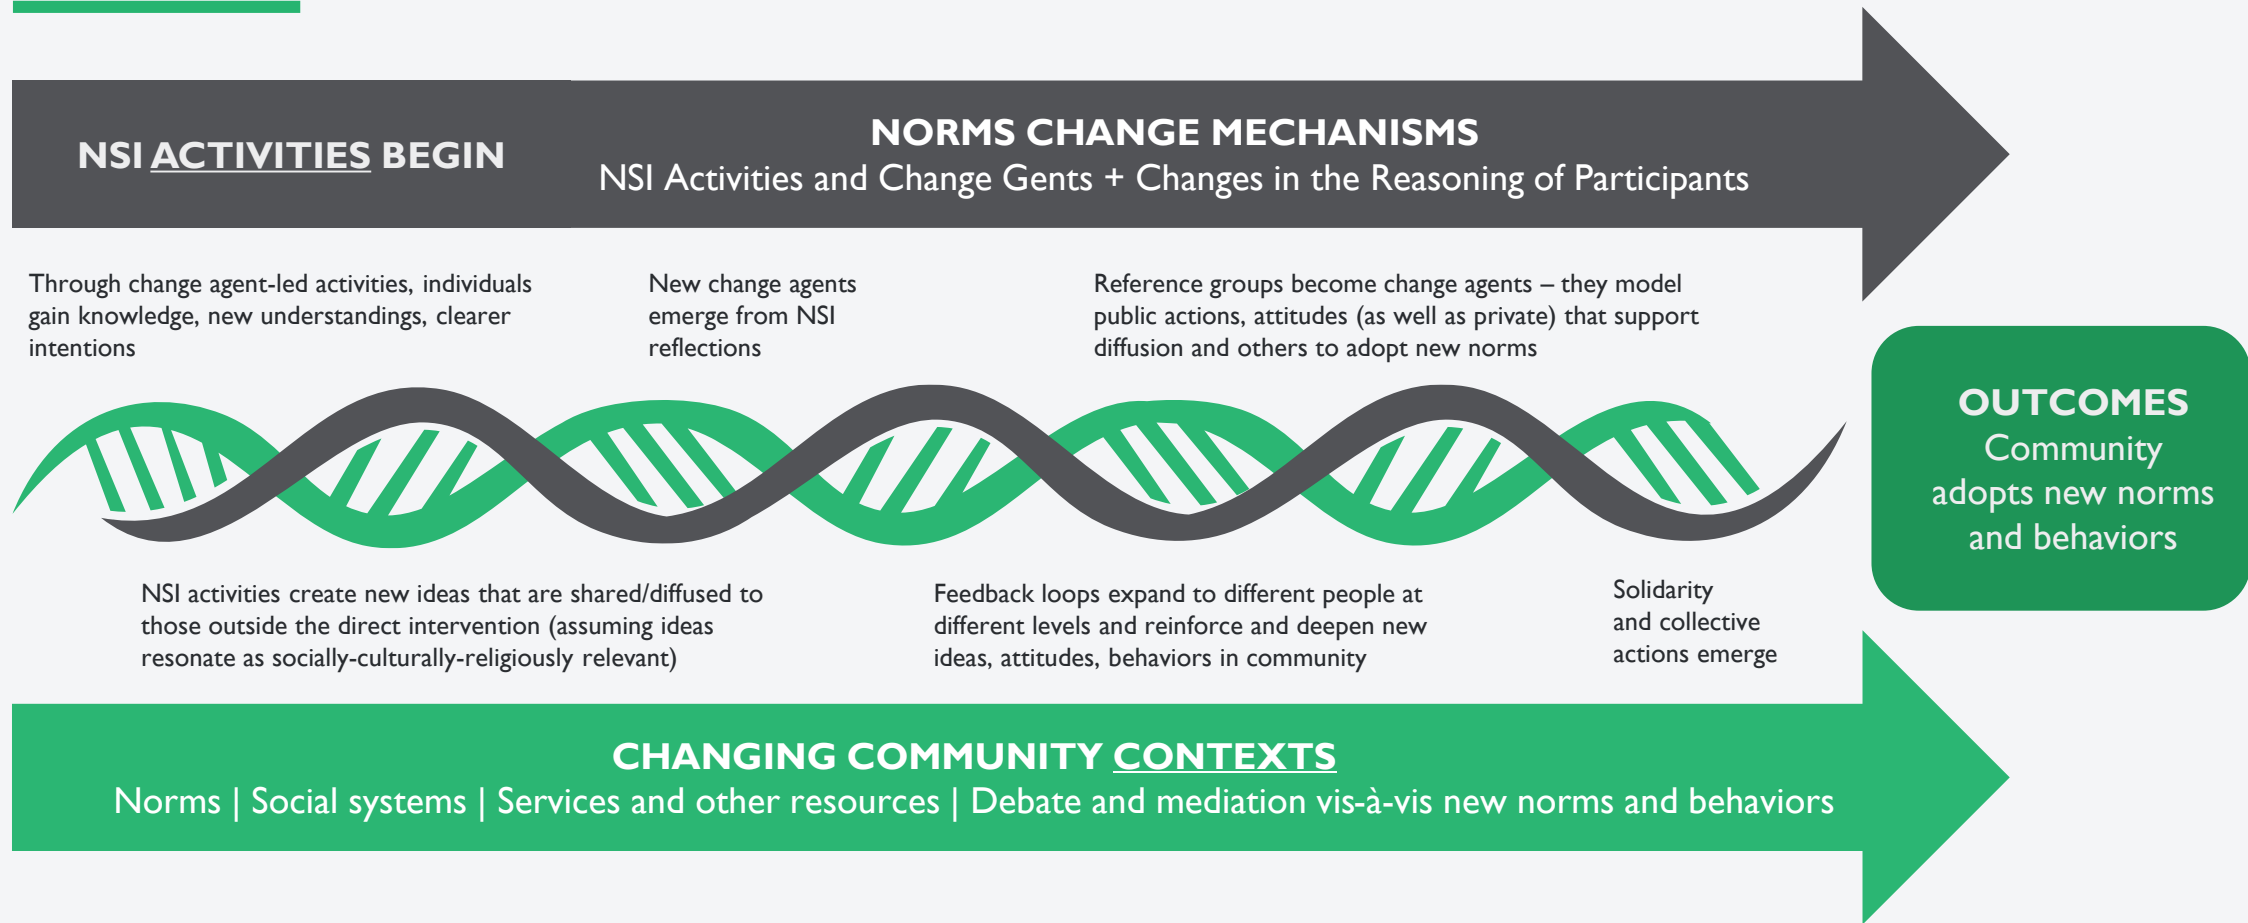 NSI ACTIVITIES BEGIN
NORMS CHANGE MECHANISMS
NSI Activities and Change Gents + Changes in the Reasoning of Participants
Through change agent-led activities, individuals
gain knowledge, new understandings, clearer
intentions
New change agents
emerge from NSI
reflections
Reference groups become change agents – they model
public actions, attitudes (as well as private) that support
diffusion and others to adopt new norms
OUTCOMES
Community
adopts new norms
and behaviors
NSI activities create new ideas that are shared/diffused to
those outside the direct intervention (assuming ideas
resonate as socially-culturally-religiously relevant)
Feedback loops expand to different people at
different levels and reinforce and deepen new
ideas, attitudes, behaviors in community
Solidarity
and collective
actions emerge
CHANGING COMMUNITY CONTEXTS
Norms | Social systems | Services and other resources | Debate and mediation vis-à-vis new norms and behaviors